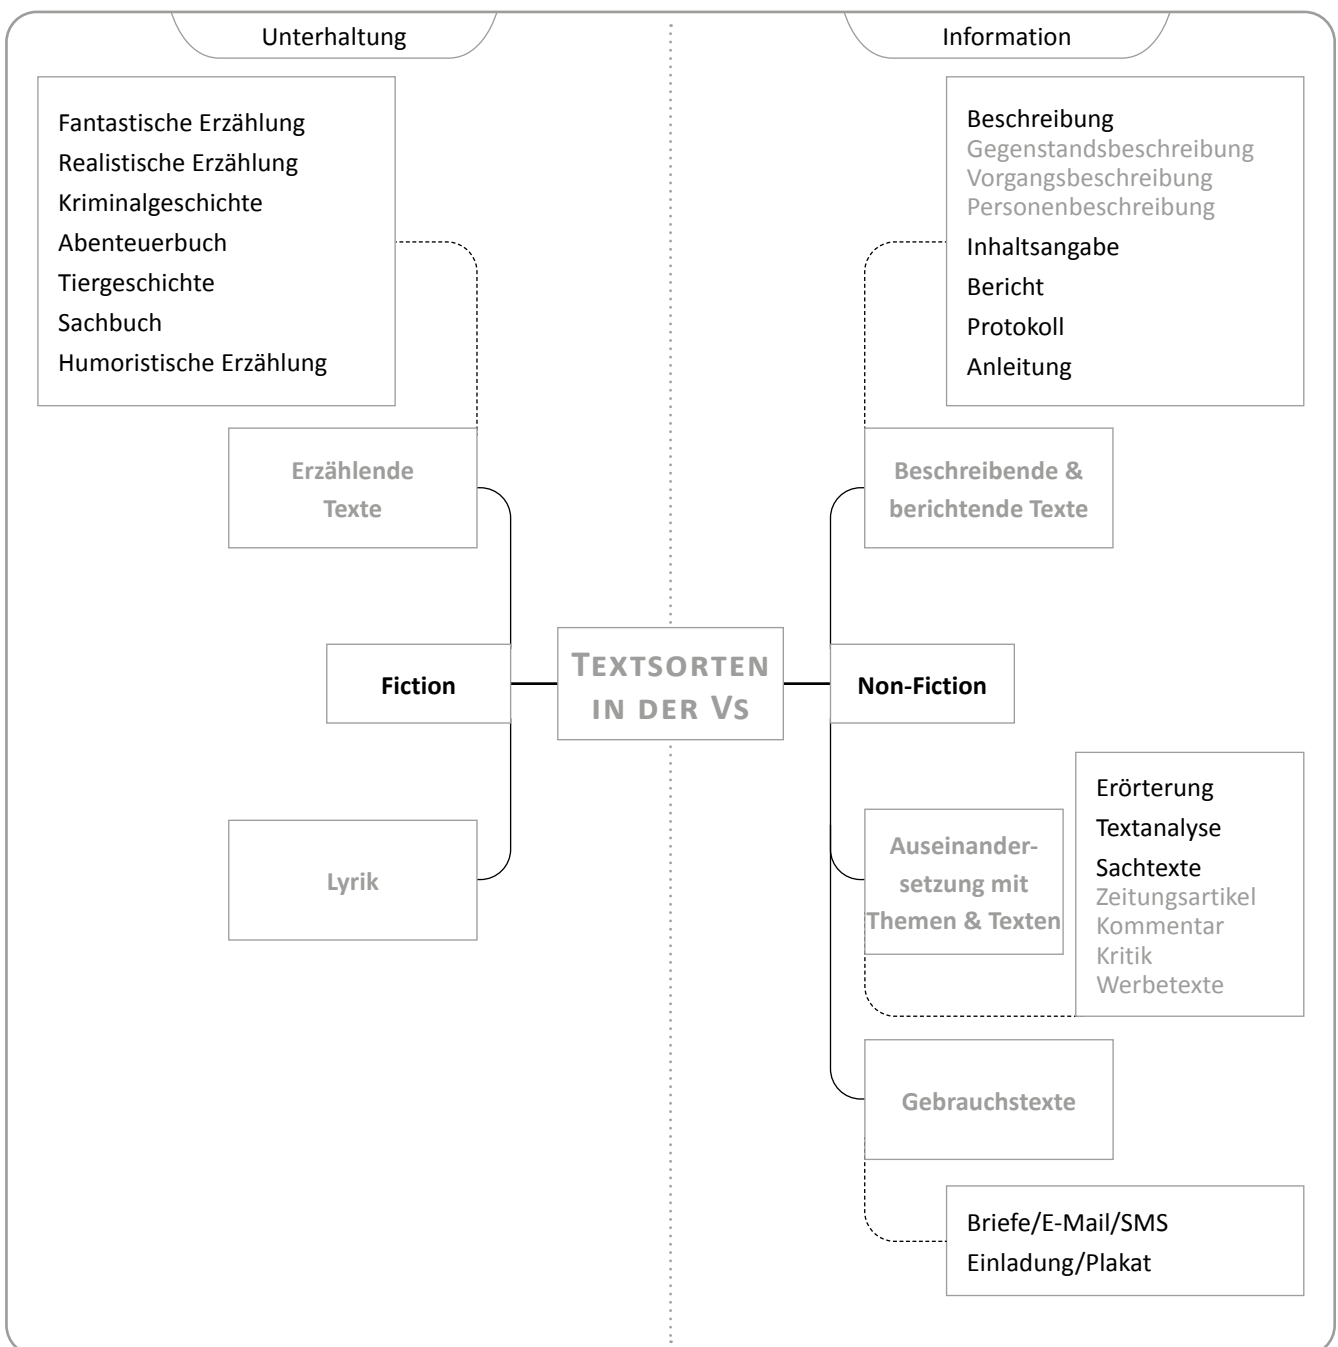 Unterhaltung
Information
Fantastische Erzählung
Realistische Erzählung
Kriminalgeschichte
Abenteuerbuch
Tiergeschichte
Sachbuch
Humoristische Erzählung
Beschreibung
Gegenstandsbeschreibung
Vorgangsbeschreibung
Personenbeschreibung
Inhaltsangabe
Bericht
Protokoll
Anleitung
Erzählende
Texte
Beschreibende &
berichtende Texte
Fiction
TEXTSORTEN
IN DER VS
Non-Fiction
Lyrik
Auseinander-
setzung mit
Themen & Texten
Erörterung
Textanalyse
Sachtexte
Zeitungsartikel
Kommentar
Kritik
Werbetexte
Gebrauchstexte
Briefe/E-Mail/SMS
Einladung/Plakat